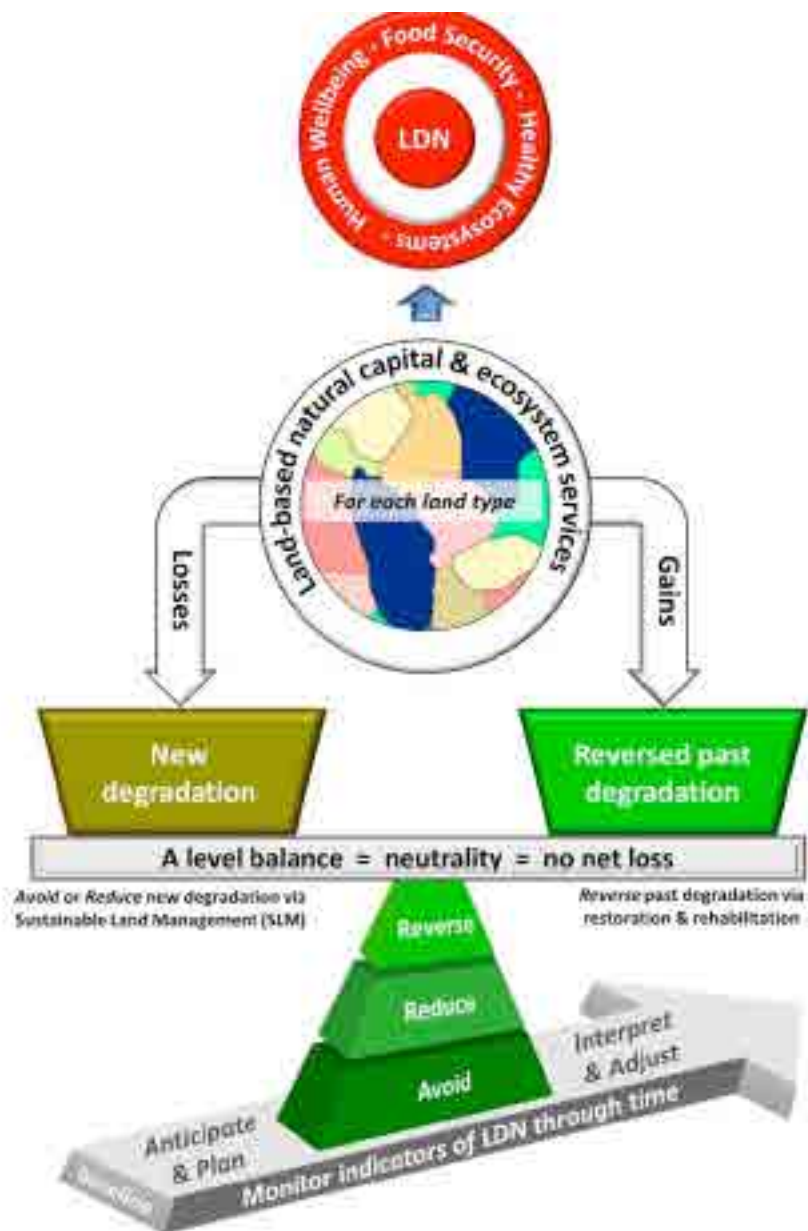 Human Wellbeing - Food Security - Healthy Ecosystems -
LDN
Land-based natural capital & ecosystem services
For each land type
Losses
Gains
New
degradation
Reversed past
degradation
A level balance = neutrality = no net loss
Avoid or Reduce new degradation via
Sustainable Land Management (SLM)
Reverse past degradation via
restoration & rehabilitation
Reverse
Reduce
Avoid
Anticipate
& Plan
Interpret
& Adjust
Monitor indicators of LDN through time
Baseline